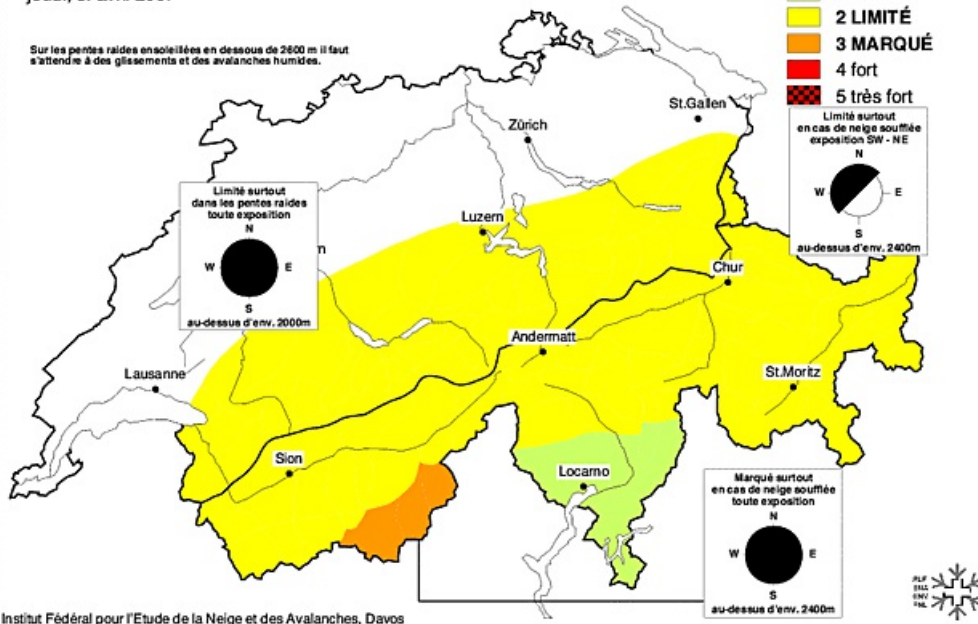 2 LIMITÉ
3 MARQUÉ
4 fort
5 très fort
Sur les pentes raides ensoleillées en dessous de 2600 m il faut
s'attendre à des glissements et des avalanches humides.
St.Gallen
Zürich
Limité surtout
en cas de neige soufflée
exposition SW - NE
N
W E
S
au-dessus d'env. 2400m
Limité surtout
dans les pentes raides
toute exposition
N
W E
S
au-dessus d'env. 2000m
Luzern
Chur
Andermatt
Lausanne
St.Moritz
Sion
Locarno
Marqué surtout
en cas de neige soufflée
toute exposition
N
W E
S
au-dessus d'env. 2400m
Institut Fédéral pour l'Etude de la Neige et des Avalanches, Davos